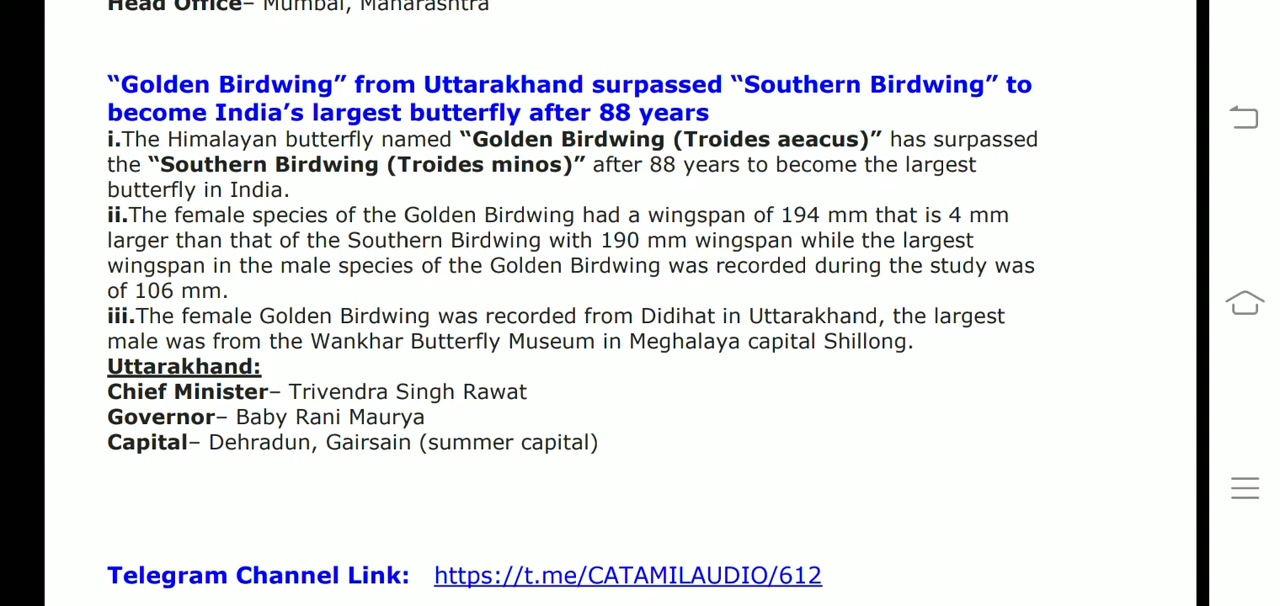 Head Office– Mumbai, Maharashtra
“Golden Birdwing” from Uttarakhand surpassed “Southern Birdwing” to
become India’s largest butterfly after 88 years
i.The Himalayan butterfly named “Golden Birdwing (Troides aeacus)” has surpassed
the “Southern Birdwing (Troides minos)” after 88 years to become the largest
butterfly in India.
ii.The female species of the Golden Birdwing had a wingspan of 194 mm that is 4 mm
larger than that of the Southern Birdwing with 190 mm wingspan while the largest
wingspan in the male species of the Golden Birdwing was recorded during the study was
of 106 mm.
iii.The female Golden Birdwing was recorded from Didihat in Uttarakhand, the largest
male was from the Wankhar Butterfly Museum in Meghalaya capital Shillong.
Uttarakhand:
Chief Minister– Trivendra Singh Rawat
Governor– Baby Rani Maurya
Capital– Dehradun, Gairsain (summer capital)
Telegram Channel Link: https://t.me/CATAMILAUDIO/612